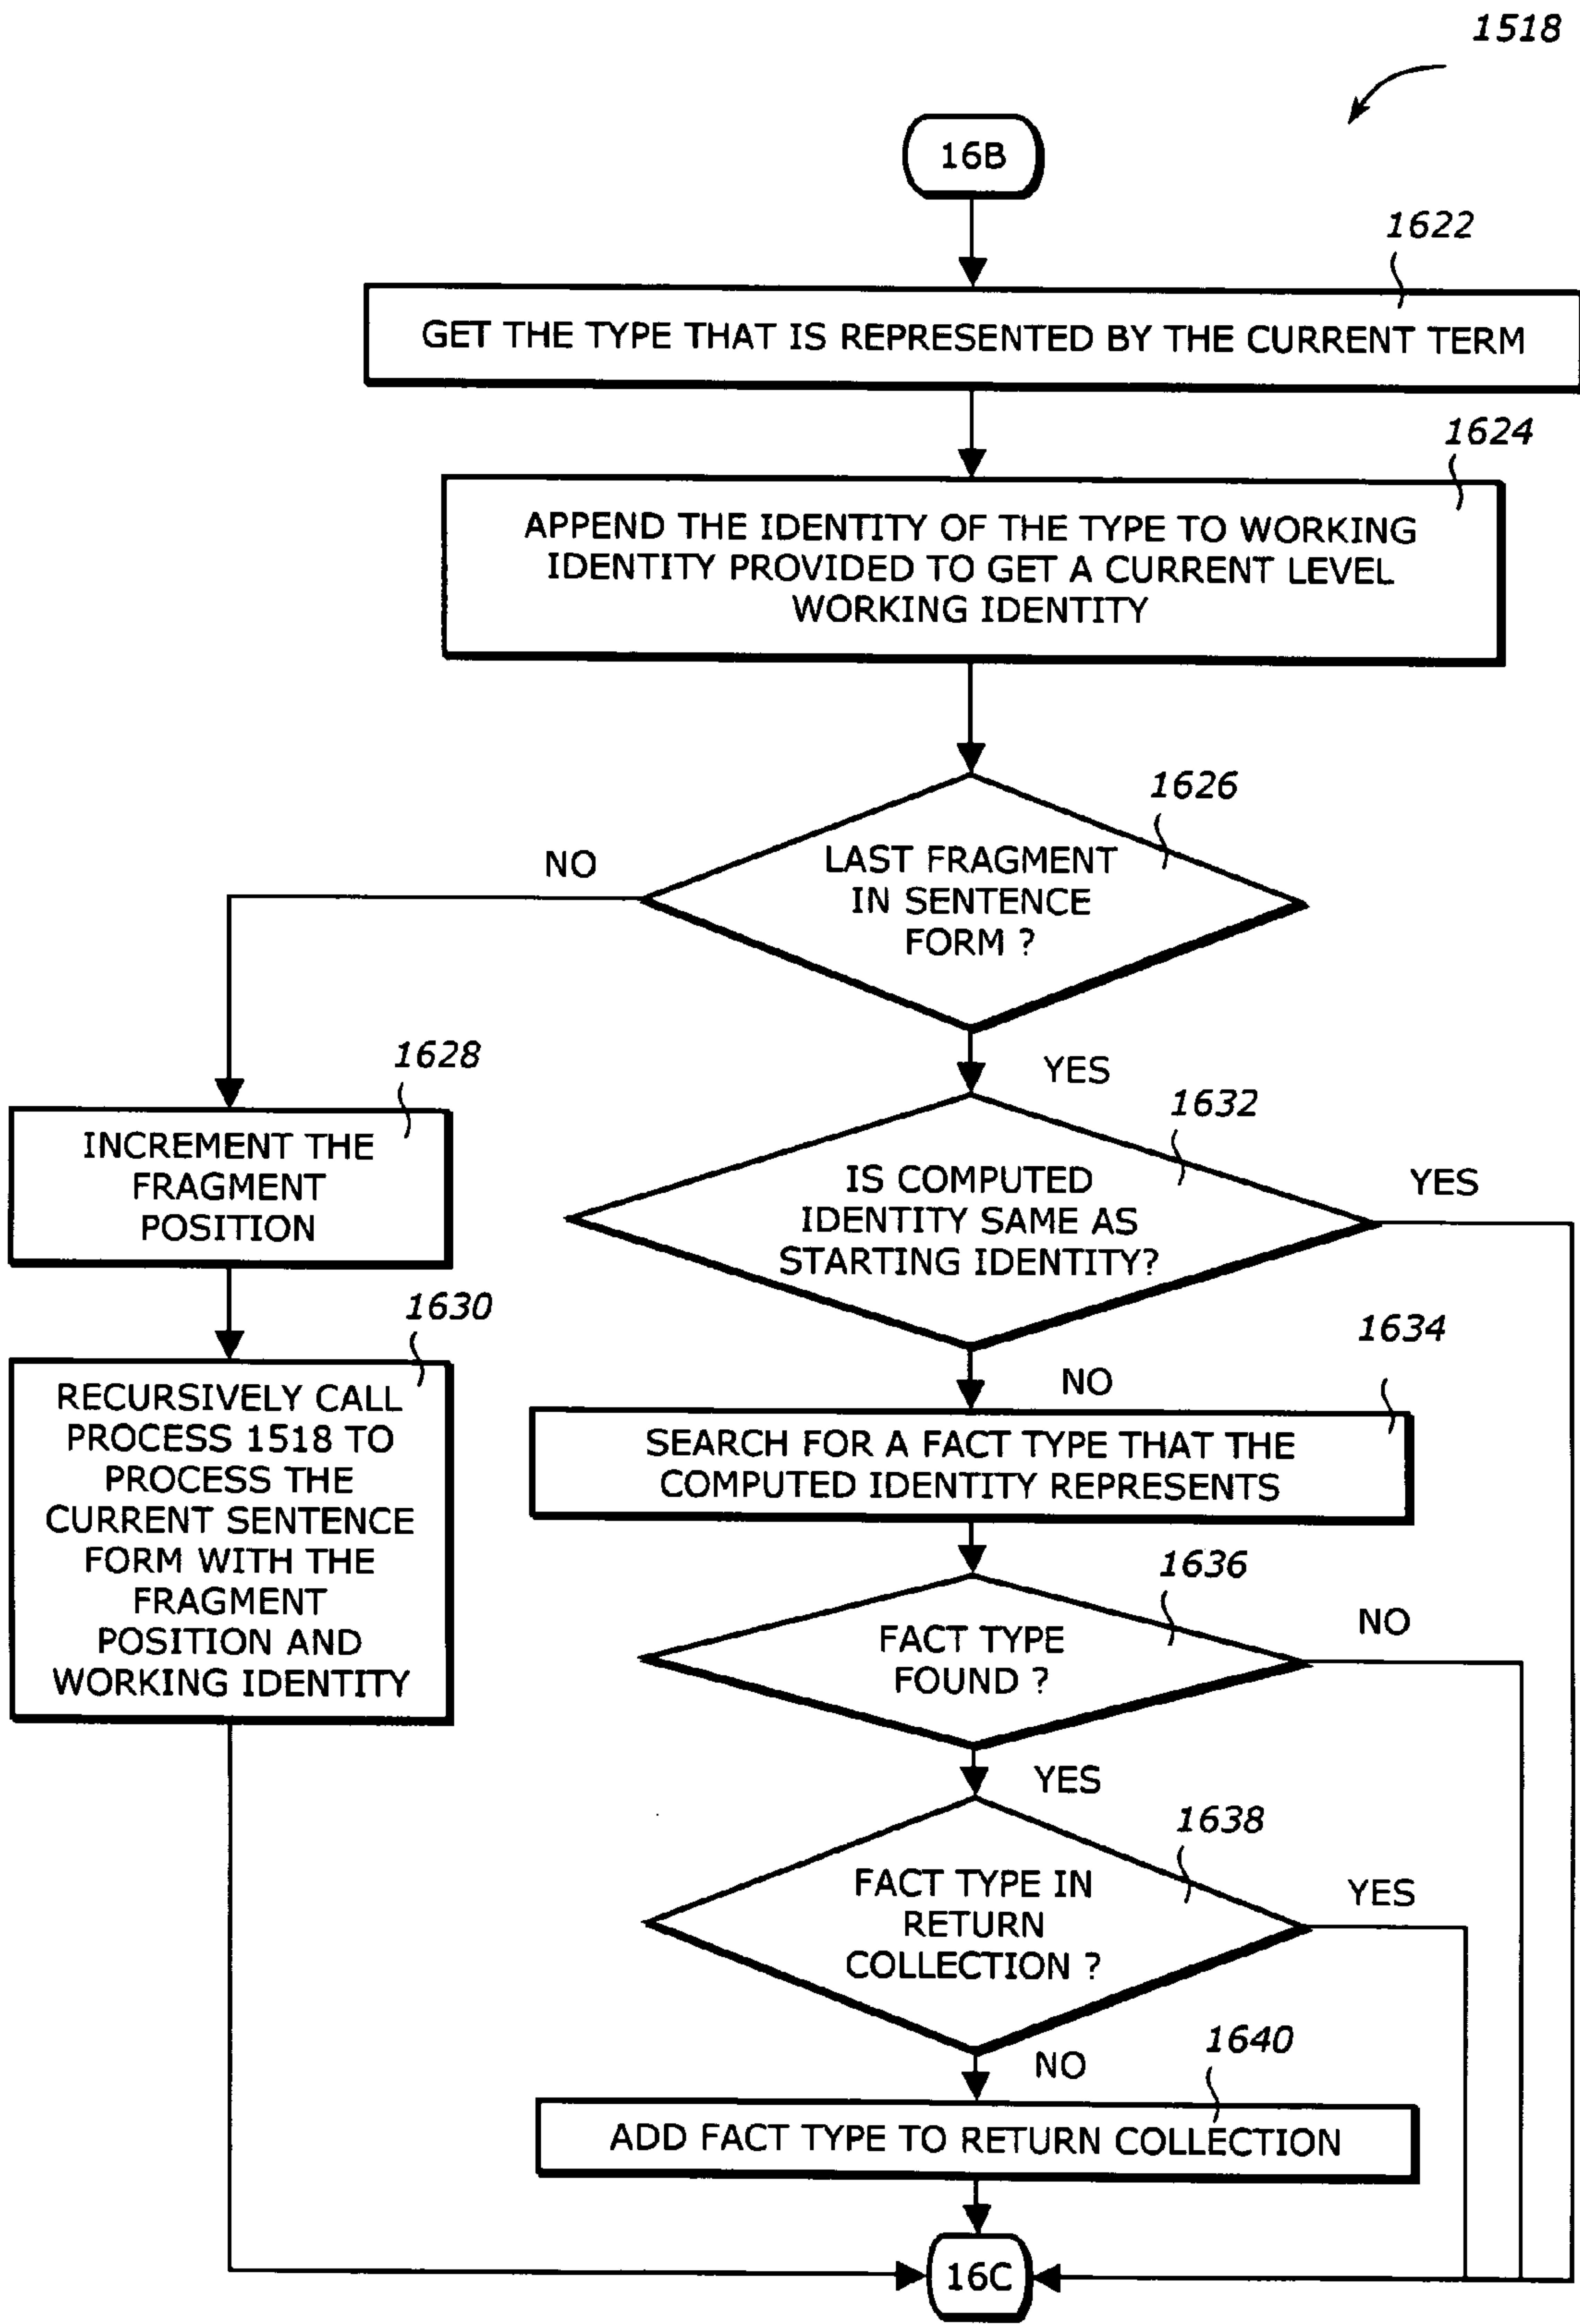 1518
16B
1622
GET THE TYPE THAT IS REPRESENTED BY THE CURRENT TERM
1624
APPEND THE IDENTITY OF THE TYPE TO WORKING
IDENTITY PROVIDED TO GET A CURRENT LEVEL
WORKING IDENTITY
1626
LAST FRAGMENT
IN SENTENCE
FORM ?
NO
YES
1628
INCREMENT THE
FRAGMENT
POSITION
1630
RECURSIVELY CALL
PROCESS 1518 TO
PROCESS THE
CURRENT SENTENCE
FORM WITH THE
FRAGMENT
POSITION AND
WORKING IDENTITY
1632
IS COMPUTED
IDENTITY SAME AS
STARTING IDENTITY?
YES
NO
1634
SEARCH FOR A FACT TYPE THAT THE
COMPUTED IDENTITY REPRESENTS
1636
FACT TYPE
FOUND ?
NO
YES
1638
FACT TYPE IN
RETURN
COLLECTION ?
YES
NO
1640
ADD FACT TYPE TO RETURN COLLECTION
16C